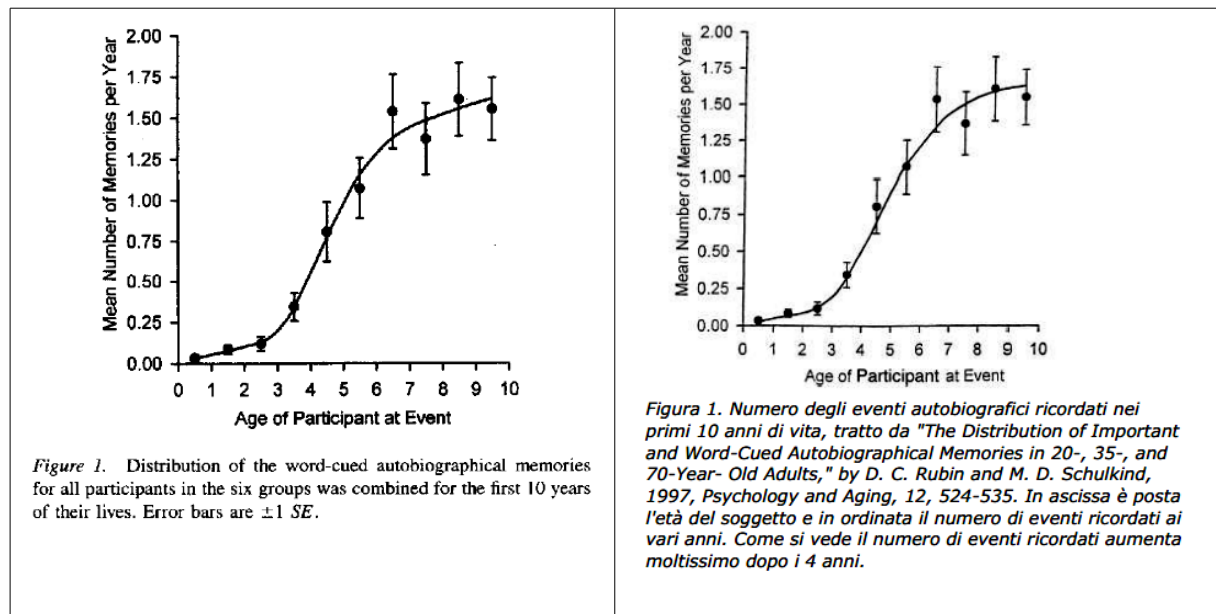 2.00
1.75
1.50
1.25
1.00
0.75
0.50
0.25
0.00
Mean Number of Memories per Year
0 1 2 3 4 5 6 7 8 9 10
Age of Participant at Event
Figure 1. Distribution of the word-cued autobiographical memories
for all participants in the six groups was combined for the first 10 years
of their lives. Error bars are ±1 SE.
2.00
1.75
1.50
1.25
1.00
0.75
0.50
0.25
0.00
Mean Number of Memories per Year
0 1 2 3 4 5 6 7 8 9 10
Age of Participant at Event
Figura 1. Numero degli eventi autobiografici ricordati nei
primi 10 anni di vita, tratto da "The Distribution of Important
and Word-Cued Autobiographical Memories in 20-, 35-, and
70-Year- Old Adults," by D. C. Rubin and M. D. Schulkind,
1997, Psychology and Aging, 12, 524-535. In ascissa è posta
l'età del soggetto e in ordinata il numero di eventi ricordati ai
vari anni. Come si vede il numero di eventi ricordati aumenta
moltissimo dopo i 4 anni.